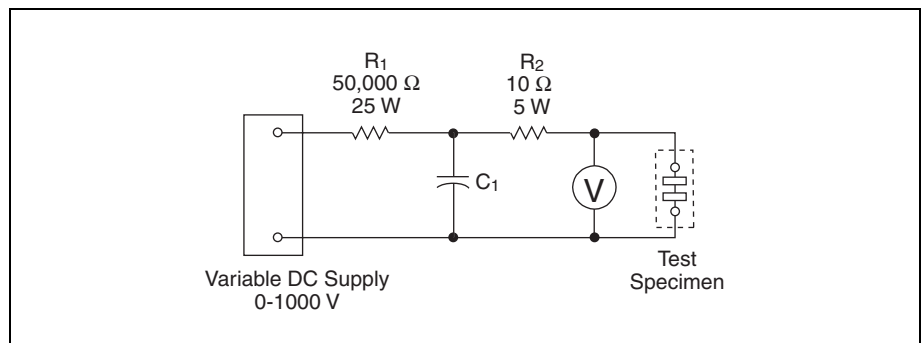 R1
50,000 Ω
25 W
R2
10 Ω
5 W
C1
V
Test
Specimen
Variable DC Supply
0-1000 V